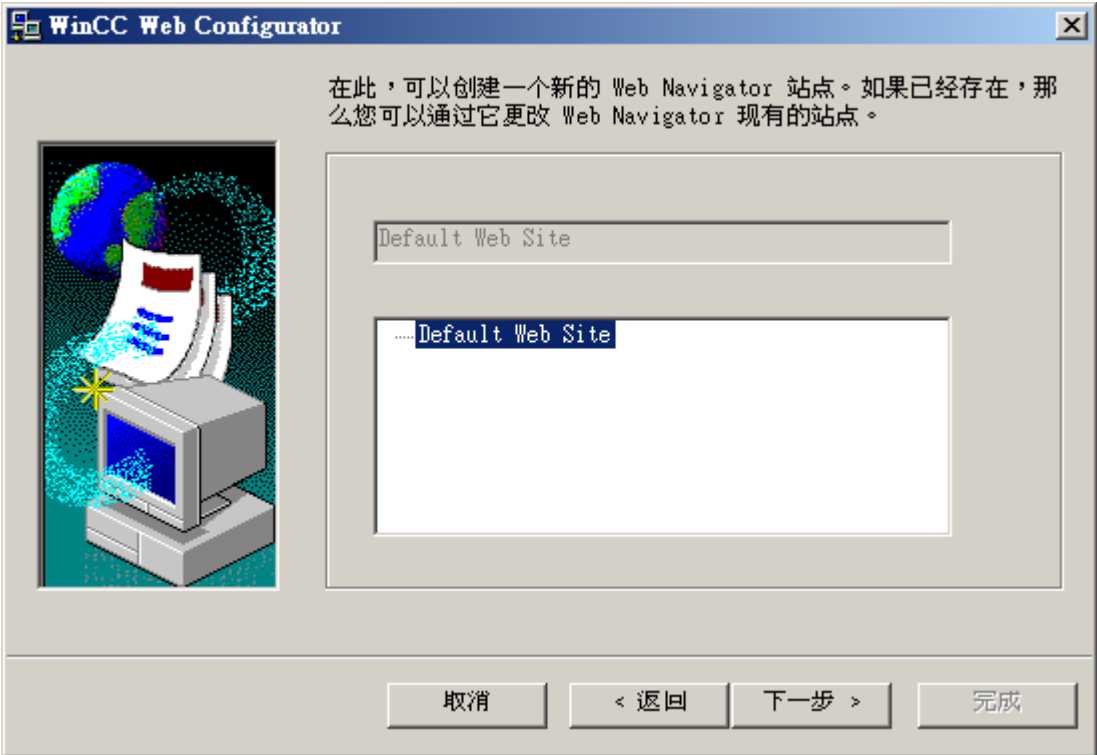 WinCC Web Configurator
在此，可以创建一个新的 Web Navigator 站点。如果已经存在，那
么您可以通过它更改 Web Navigator 现有的站点。
Default Web Site
Default Web Site
取消
< 返回
下一步 >
完成